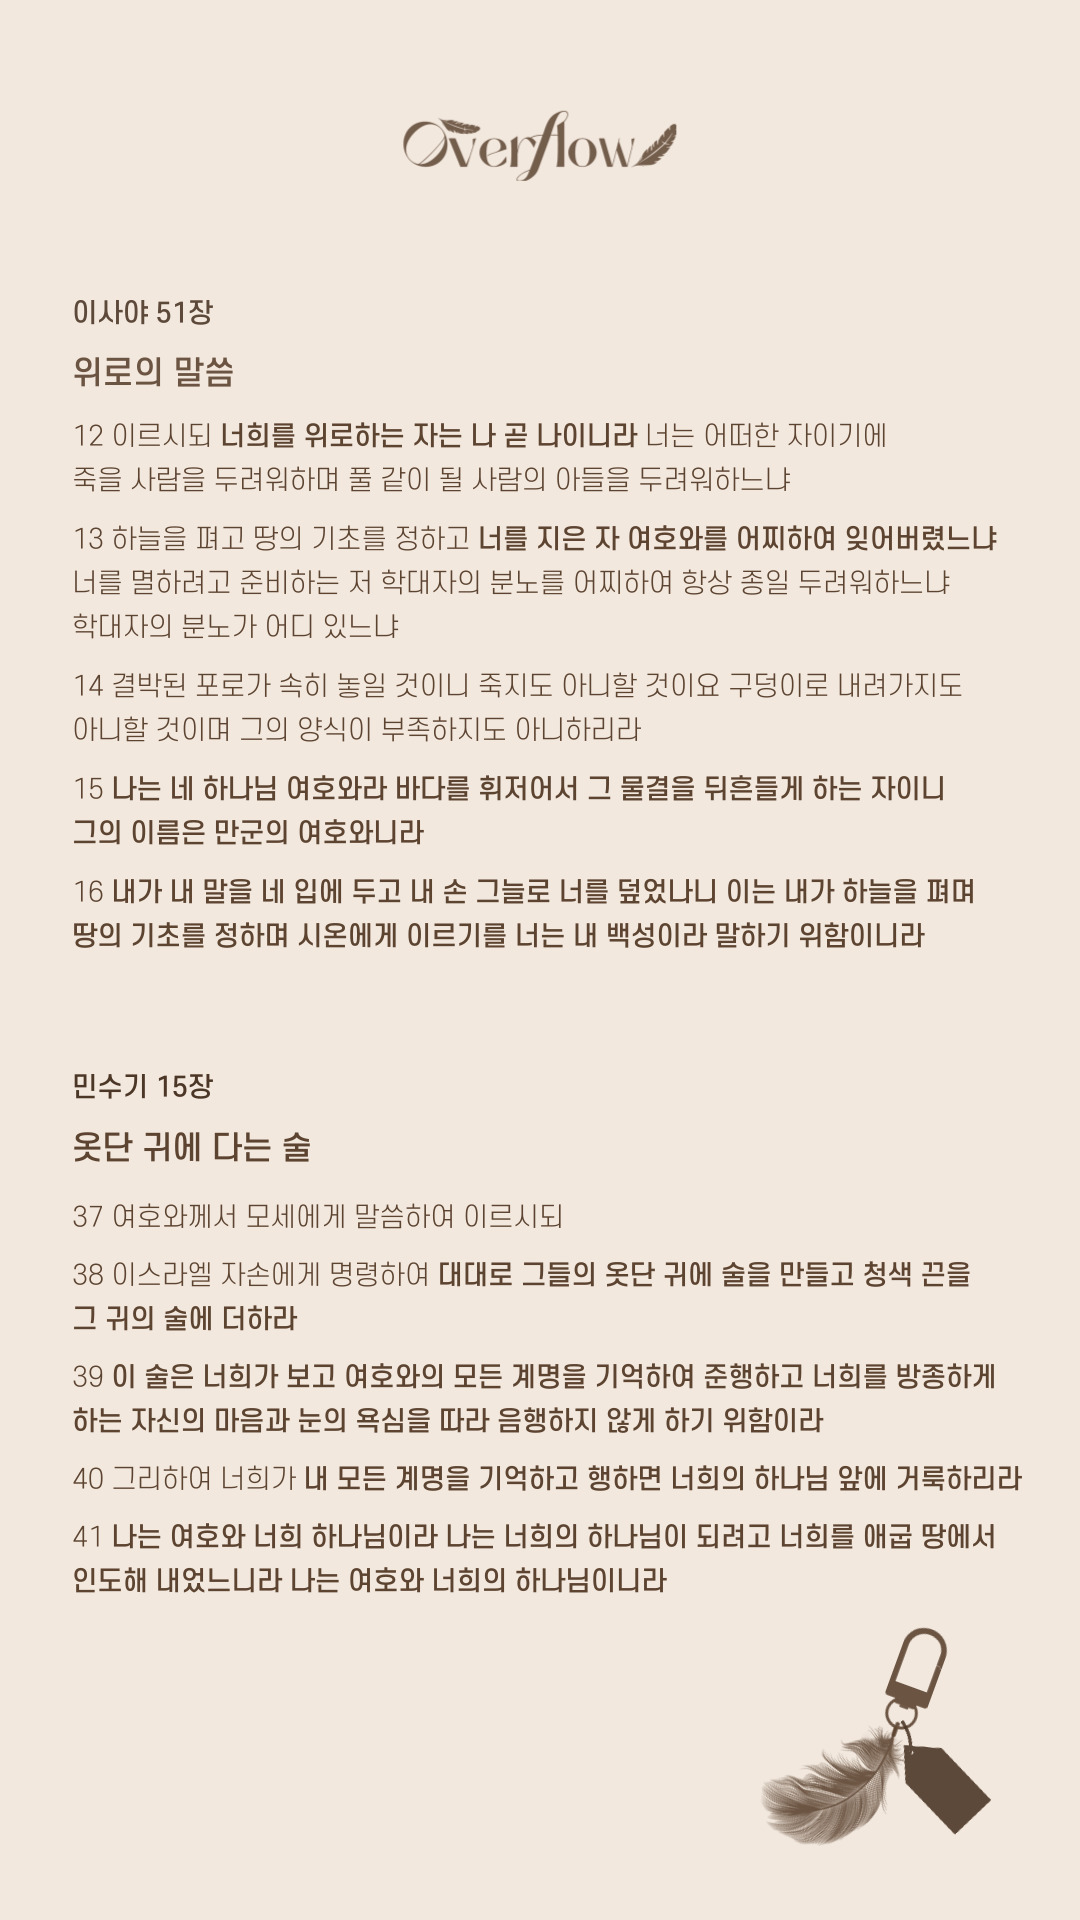 Overflow
이사야 51장
위로의 말씀
12 이르시되 너희를 위로하는 자는 나 곧 나이니라 너는 어떠한 자이기에
죽을 사람을 두려워하며 풀 같이 될 사람의 아들을 두려워하느냐
13 하늘을 펴고 땅의 기초를 정하고 너를 지은 자 여호와를 어찌하여 잊어버렸느냐
너를 멸하려고 준비하는 저 학대자의 분노를 어찌하여 항상 종일 두려워하느냐
학대자의 분노가 어디 있느냐
14 결박된 포로가 속히 놓일 것이니 죽지도 아니할 것이요 구덩이로 내려가지도
아니할 것이며 그의 양식이 부족하지도 아니하리라
15 나는 네 하나님 여호와라 바다를 휘저어서 그 물결을 뒤흔들게 하는 자이니
그의 이름은 만군의 여호와니라
16 내가 내 말을 네 입에 두고 내 손 그늘로 너를 덮었나니 이는 내가 하늘을 펴며
땅의 기초를 정하며 시온에게 이르기를 너는 내 백성이라 말하기 위함이니라
민수기 15장
옷단 귀에 다는 술
37 여호와께서 모세에게 말씀하여 이르시되
38 이스라엘 자손에게 명령하여 대대로 그들의 옷단 귀에 술을 만들고 청색 끈을
그 귀의 술에 더하라
39 이 술은 너희가 보고 여호와의 모든 계명을 기억하여 준행하고 너희를 방종하게
하는 자신의 마음과 눈의 욕심을 따라 음행하지 않게 하기 위함이라
40 그리하여 너희가 내 모든 계명을 기억하고 행하면 너희의 하나님 앞에 거룩하리라
41 나는 여호와 너희 하나님이라 나는 너희의 하나님이 되려고 너희를 애굽 땅에서
인도해 내었느니라 나는 여호와 너희의 하나님이니라